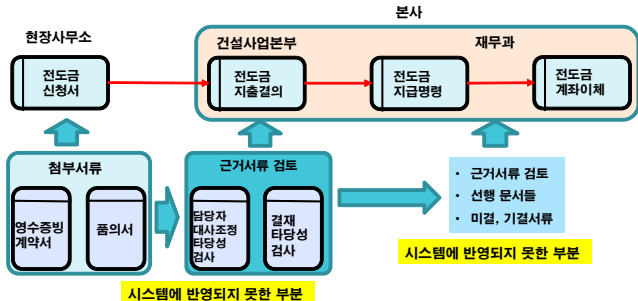 본사
현장사무소
건설사업본부
재무과
전도금
신청서
전도금
지출결의
전도금
지급명령
전도금
계좌이체
첨부서류
영수증빙
계약서
품의서
근거서류 검토
담당자
대사조정
타당성
검사
결재
타당성
검사
• 근거서류 검토
• 선행 문서들
• 미결, 기결서류
시스템에 반영되지 못한 부분
시스템에 반영되지 못한 부분